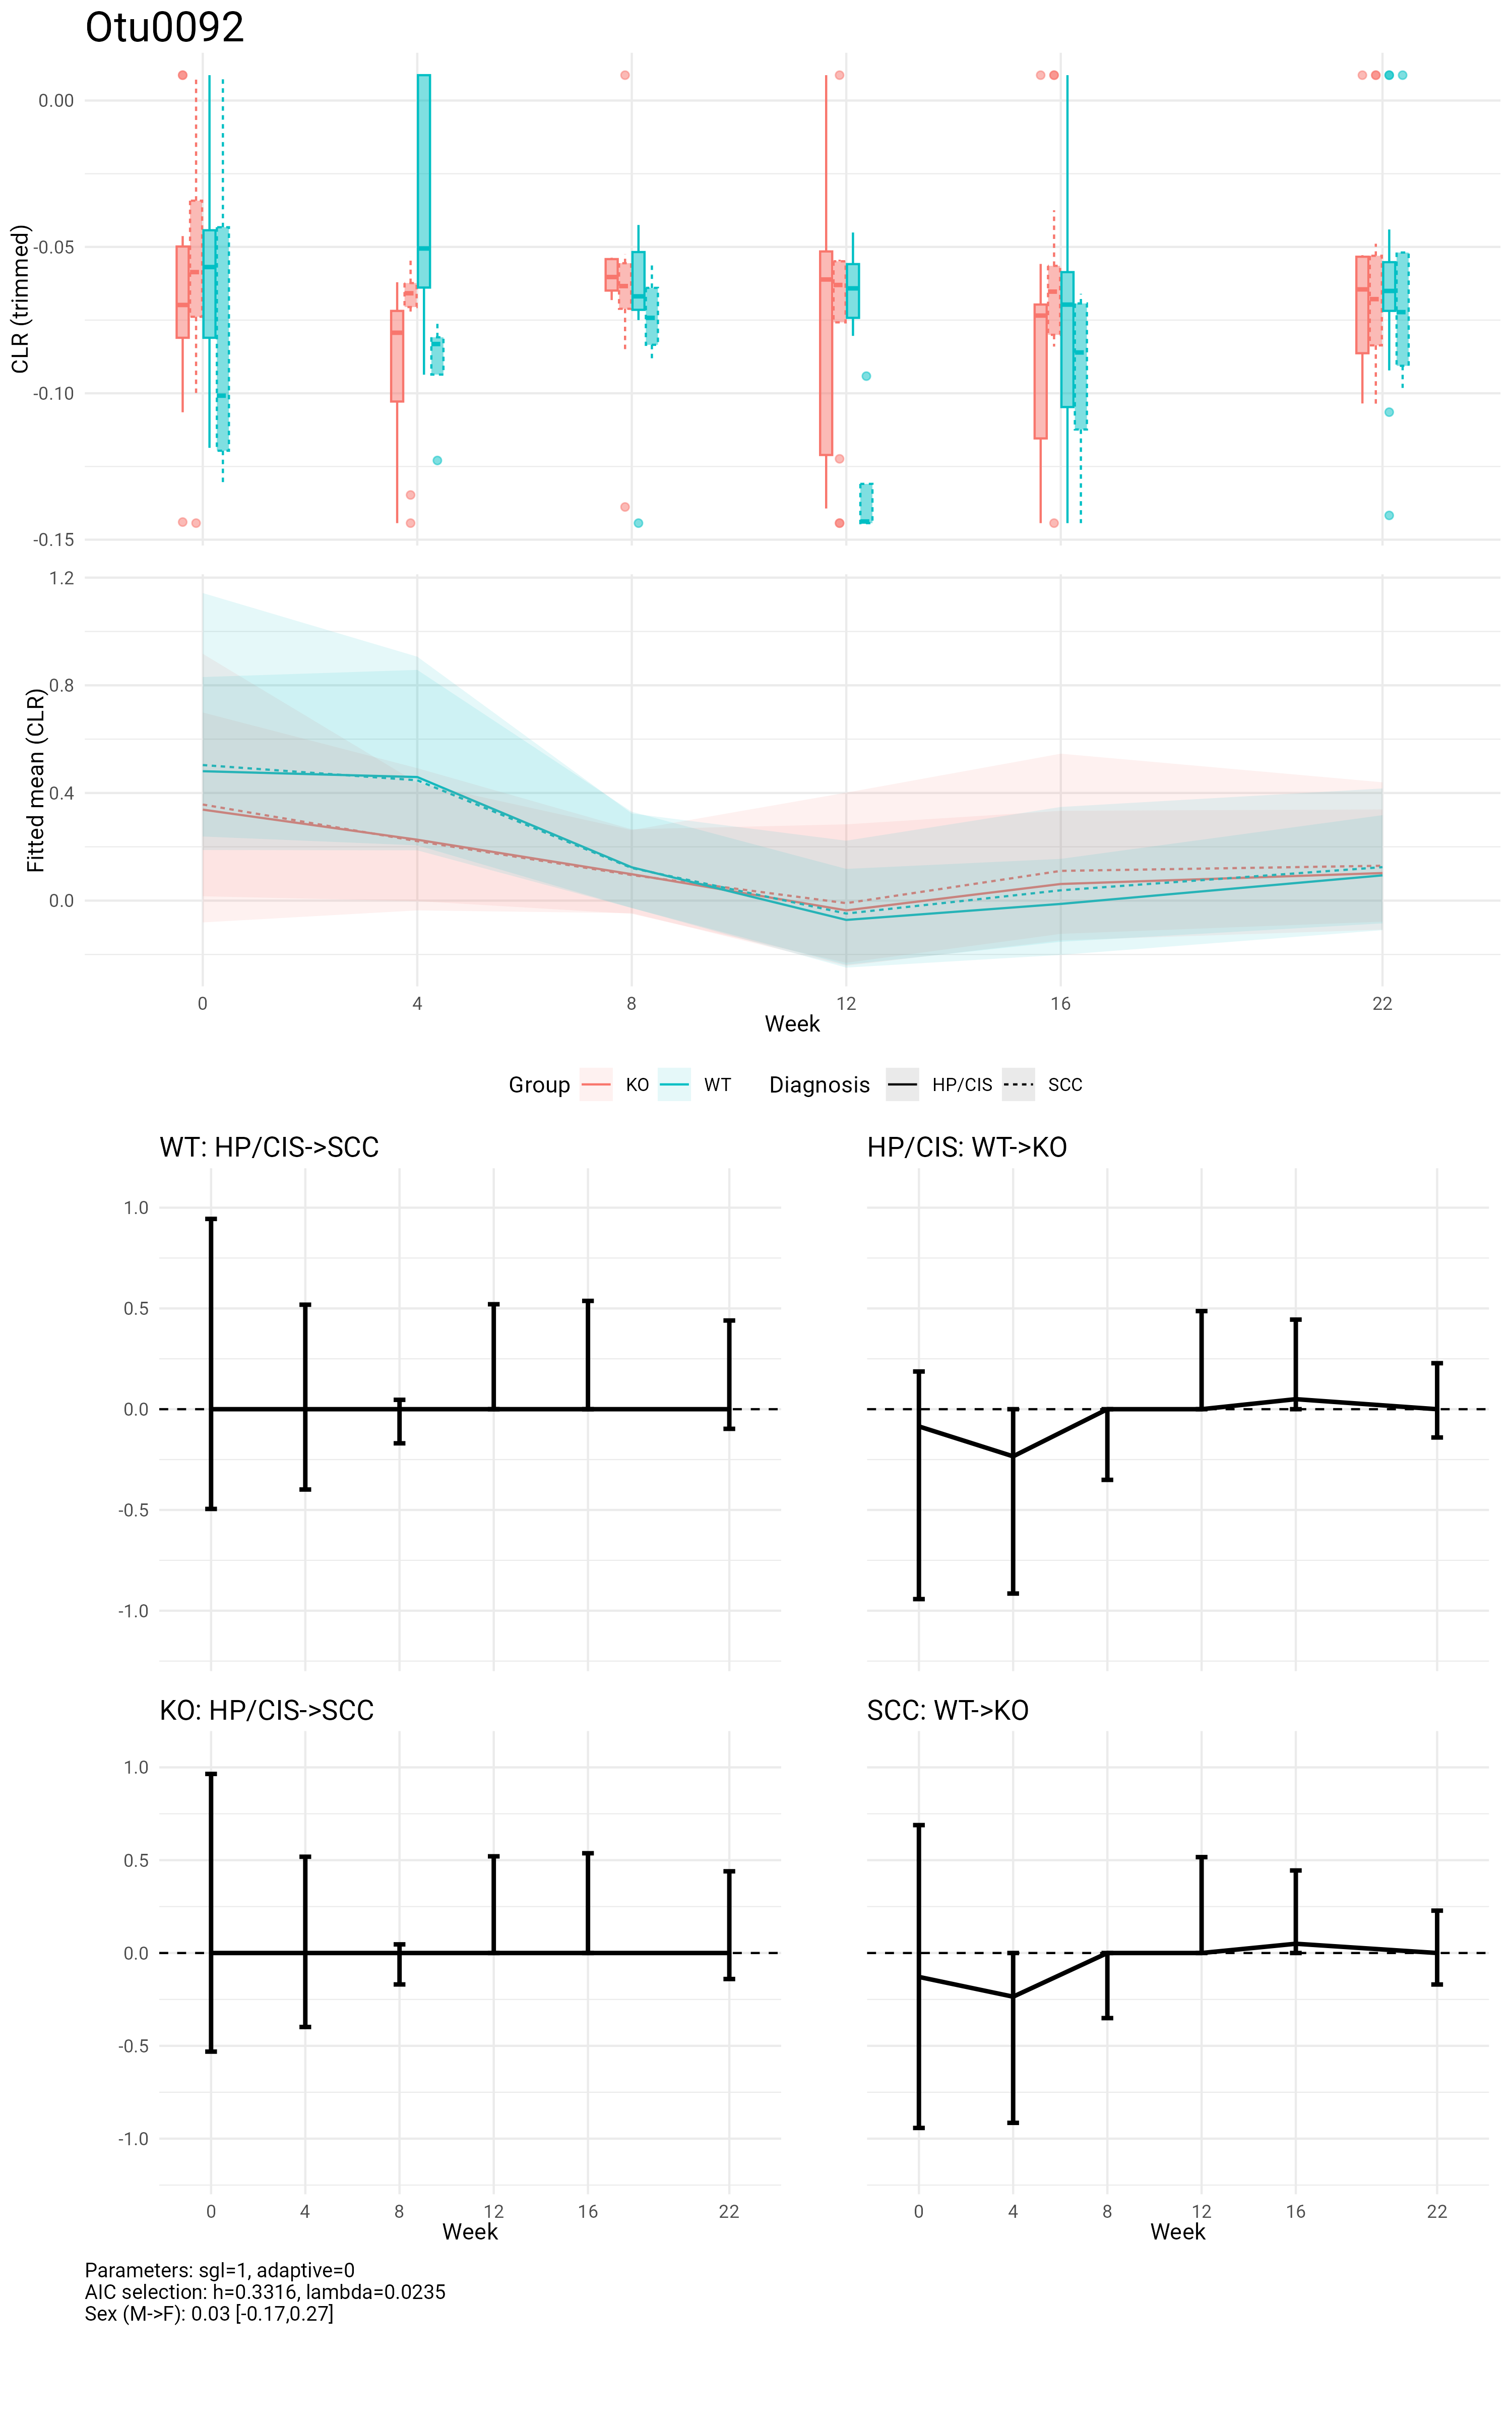 Otu0092
CLR (trimmed)
0.00
-0.05
-0.10
-0.15
Fitted mean (CLR)
1.2
0.8
0.4
0.0
0 4 8 12 16 22
Week
Group KO WT Diagnosis HP/CIS SCC
WT: HP/CIS->SCC
HP/CIS: WT->KO
1.0
0.5
0.0
-0.5
-1.0
KO: HP/CIS->SCC
SCC: WT->KO
1.0
0.5
0.0
-0.5
-1.0
0 4 8 12 16 22
0 4 8 12 16 22
Week
Week
Parameters: sgl=1, adaptive=0
AIC selection: h=0.3316, lambda=0.0235
Sex (M->F): 0.03 [-0.17,0.27]